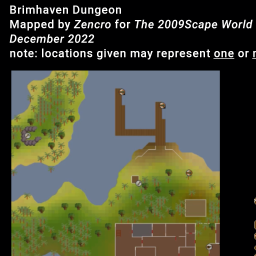 Brimhaven Dungeon
Mapped by Zencro for The 2009Scape World
December 2022
note: locations given may represent one or